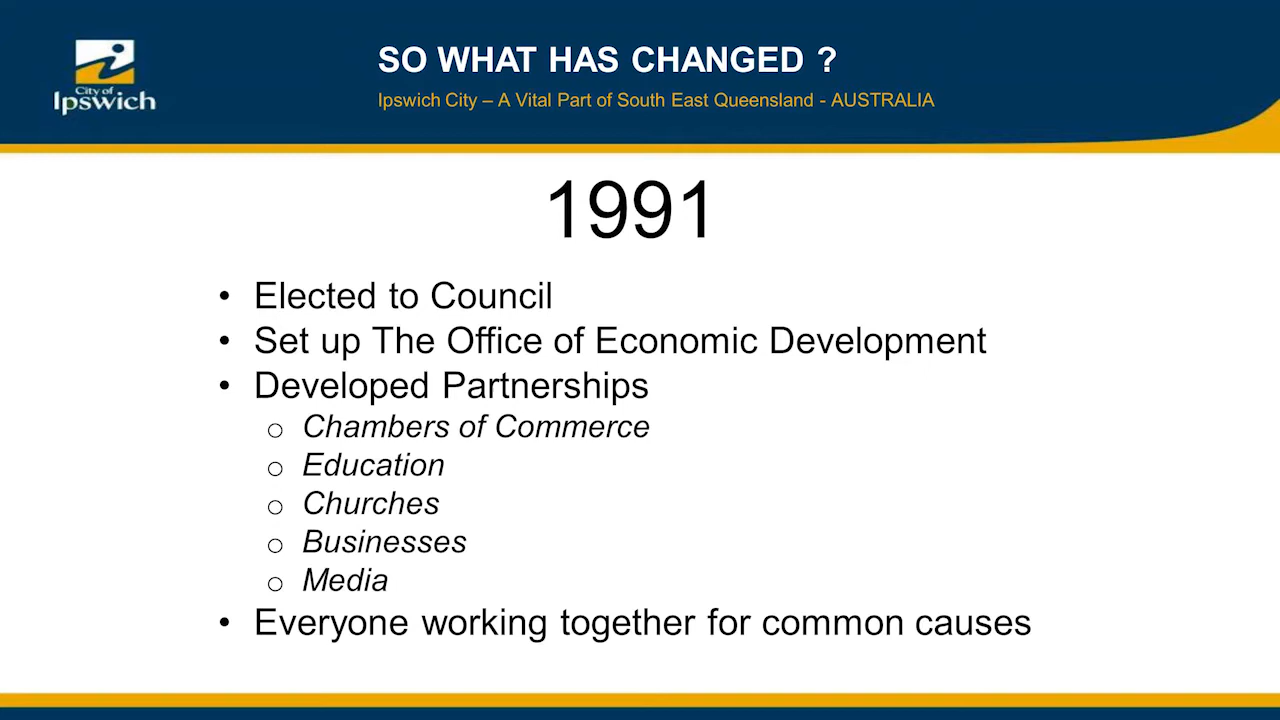 City of
Ipswich
SO WHAT HAS CHANGED ?
Ipswich City – A Vital Part of South East Queensland - AUSTRALIA
1991
• Elected to Council
• Set up The Office of Economic Development
• Developed Partnerships
o Chambers of Commerce
o Education
o Churches
o Businesses
o Media
• Everyone working together for common causes